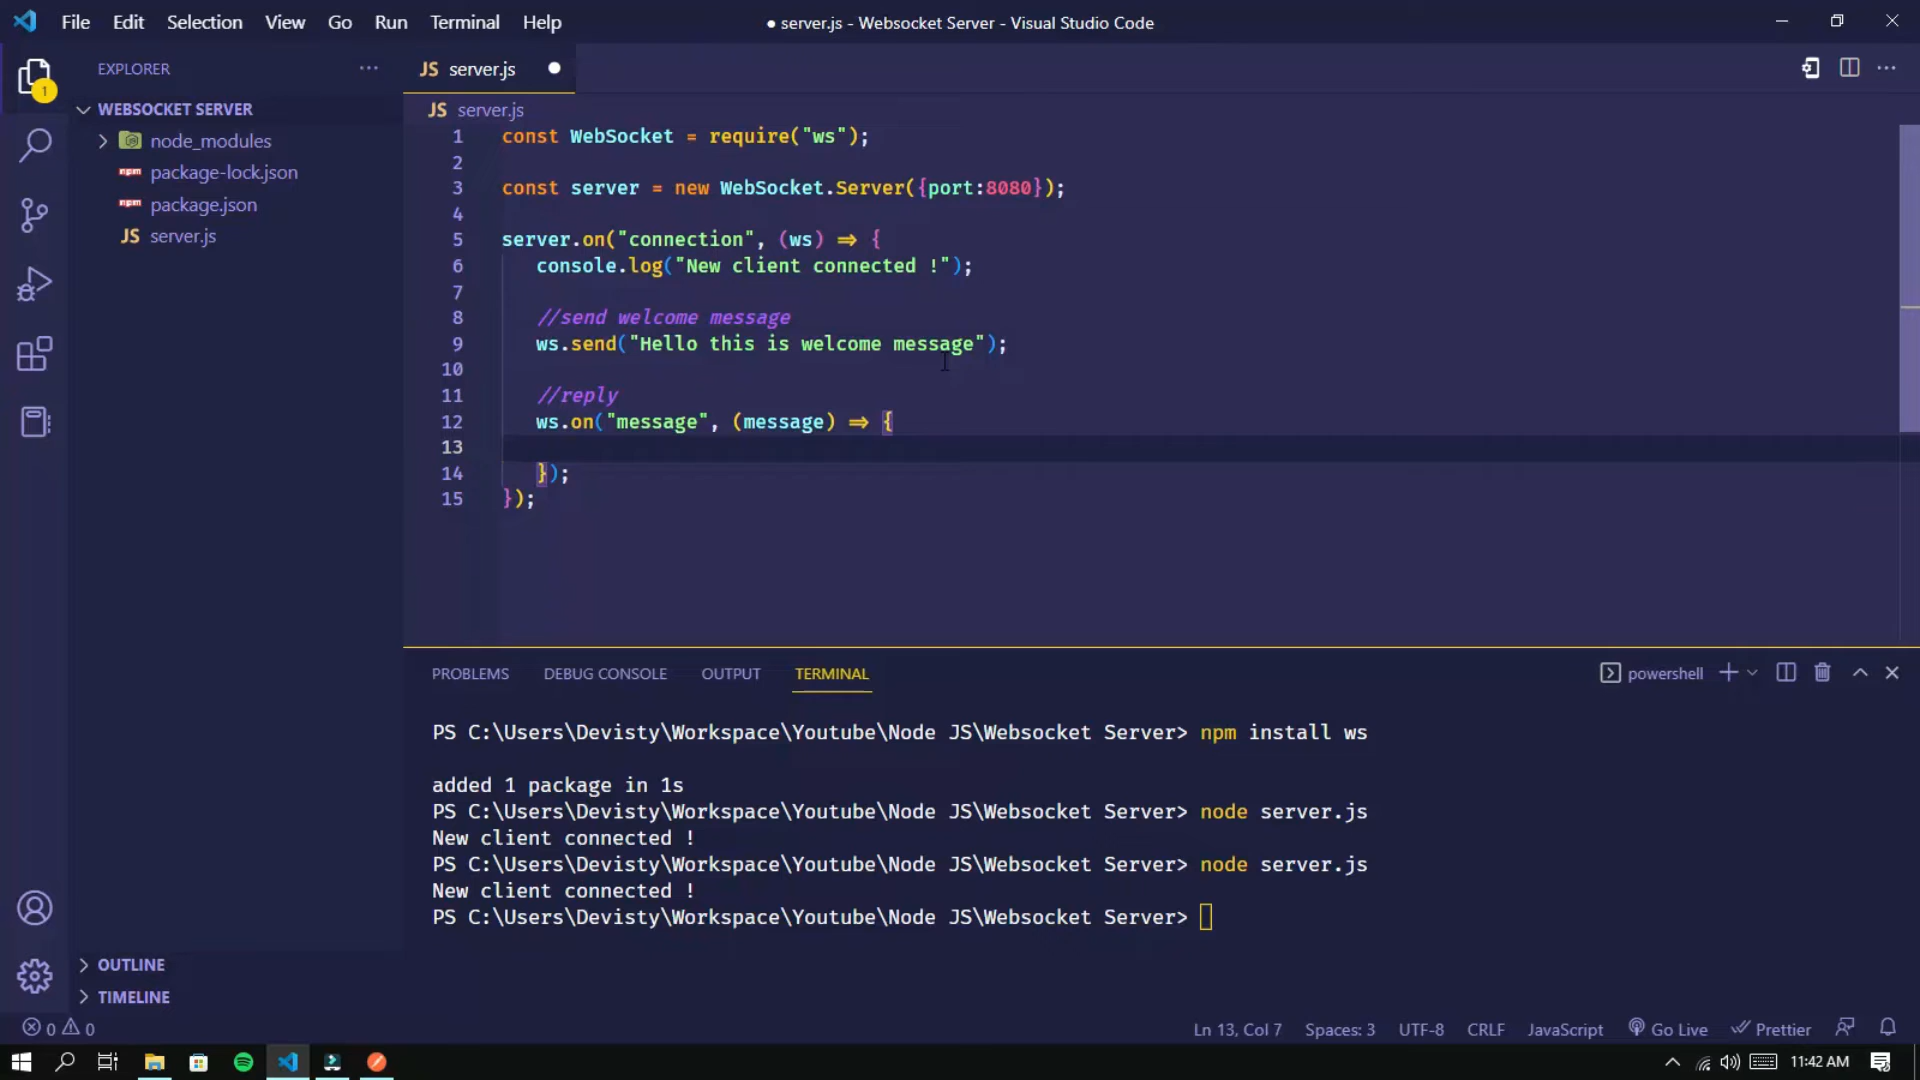 File Edit Selection View Go Run Terminal Help
● server.js - Websocket Server - Visual Studio Code
EXPLORER ...
1
WEBSOCKET SERVER
node_modules
npm package-lock.json
npm package.json
JS server.js
OUTLINE
TIMELINE
JS server.js ●
JS server.js
1 const WebSocket = require("ws");
2
3 const server = new WebSocket.Server({port:8080});
4
5 server.on("connection", (ws) => {
6 console.log("New client connected !");
7
8 //send welcome message
9 ws.send("Hello this is welcome message");
10
11 //reply
12 ws.on("message", (message) => {
13
14 });
15 });
PROBLEMS DEBUG CONSOLE OUTPUT TERMINAL
powershell
PS C:\Users\Devisty\Workspace\Youtube\Node JS\Websocket Server> npm install ws
added 1 package in 1s
PS C:\Users\Devisty\Workspace\Youtube\Node JS\Websocket Server> node server.js
New client connected !
PS C:\Users\Devisty\Workspace\Youtube\Node JS\Websocket Server> node server.js
New client connected !
PS C:\Users\Devisty\Workspace\Youtube\Node JS\Websocket Server>
0 0
Ln 13, Col 7 Spaces: 3 UTF-8 CRLF JavaScript Go Live Prettier
11:42 AM